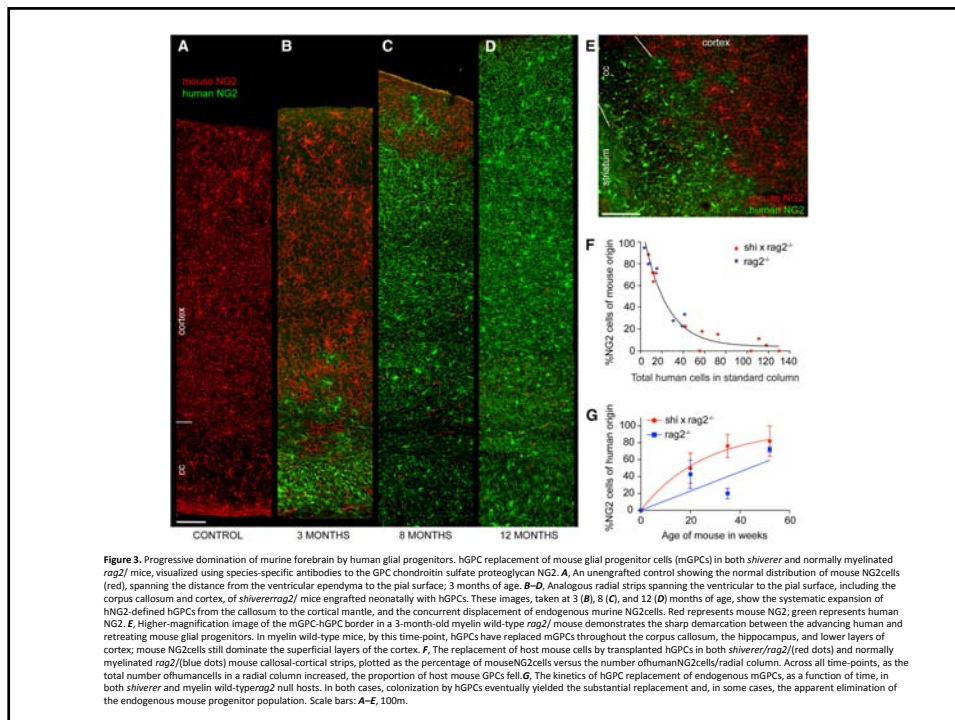 A
B
C
D
E
mouse NG2
human NG2
cortex
cc
CONTROL
3 MONTHS
8 MONTHS
12 MONTHS
cortex
cc
striatum
mouse NG2
human NG2
F
%NG2 cells of mouse origin
100
80
60
40
20
0
shi x rag2-/-
rag2-/-
0 20 40 60 80 100 120 140
Total human cells in standard column
G
%NG2 cells of human origin
shi x rag2-/-
rag2-/-
100
80
60
40
20
0
0 20 40 60
Age of mouse in weeks
Figure 3. Progressive domination of murine forebrain by human glial progenitors. hGPC replacement of mouse glial progenitor cells (mGPCs) in both shiverer and normally myelinated
rag2/ mice, visualized using species-specific antibodies to the GPC chondroitin sulfate proteoglycan NG2. A, An unengrafted control showing the normal distribution of mouse NG2cells
(red), spanning the distance from the ventricular ependyma to the pial surface; 3 months of age. B–D, Analogous radial strips spanning the ventricular to the pial surface, including the
corpus callosum and cortex, of shivererrag2/ mice engrafted neonatally with hGPCs. These images, taken at 3 (B), 8 (C), and 12 (D) months of age, show the systematic expansion of
hNG2-defined hGPCs from the callosum to the cortical mantle, and the concurrent displacement of endogenous murine NG2cells. Red represents mouse NG2; green represents human
NG2. E, Higher-magnification image of the mGPC-hGPC border in a 3-month-old myelin wild-type rag2/ mouse demonstrates the sharp demarcation between the advancing human and
retreating mouse glial progenitors. In myelin wild-type mice, by this time-point, hGPCs have replaced mGPCs throughout the corpus callosum, the hippocampus, and lower layers of
cortex; mouse NG2cells still dominate the superficial layers of the cortex. F, The replacement of host mouse cells by transplanted hGPCs in both shiverer/rag2/(red dots) and normally
myelinated rag2/(blue dots) mouse callosal-cortical strips, plotted as the percentage of mouseNG2cells versus the number ofhumanNG2cells/radial column. Across all time-points, as the
total number ofhumancells in a radial column increased, the proportion of host mouse GPCs fell.G, The kinetics of hGPC replacement of endogenous mGPCs, as a function of time, in
both shiverer and myelin wild-typerag2 null hosts. In both cases, colonization by hGPCs eventually yielded the substantial replacement and, in some cases, the apparent elimination of
the endogenous mouse progenitor population. Scale bars: A–E, 100m.